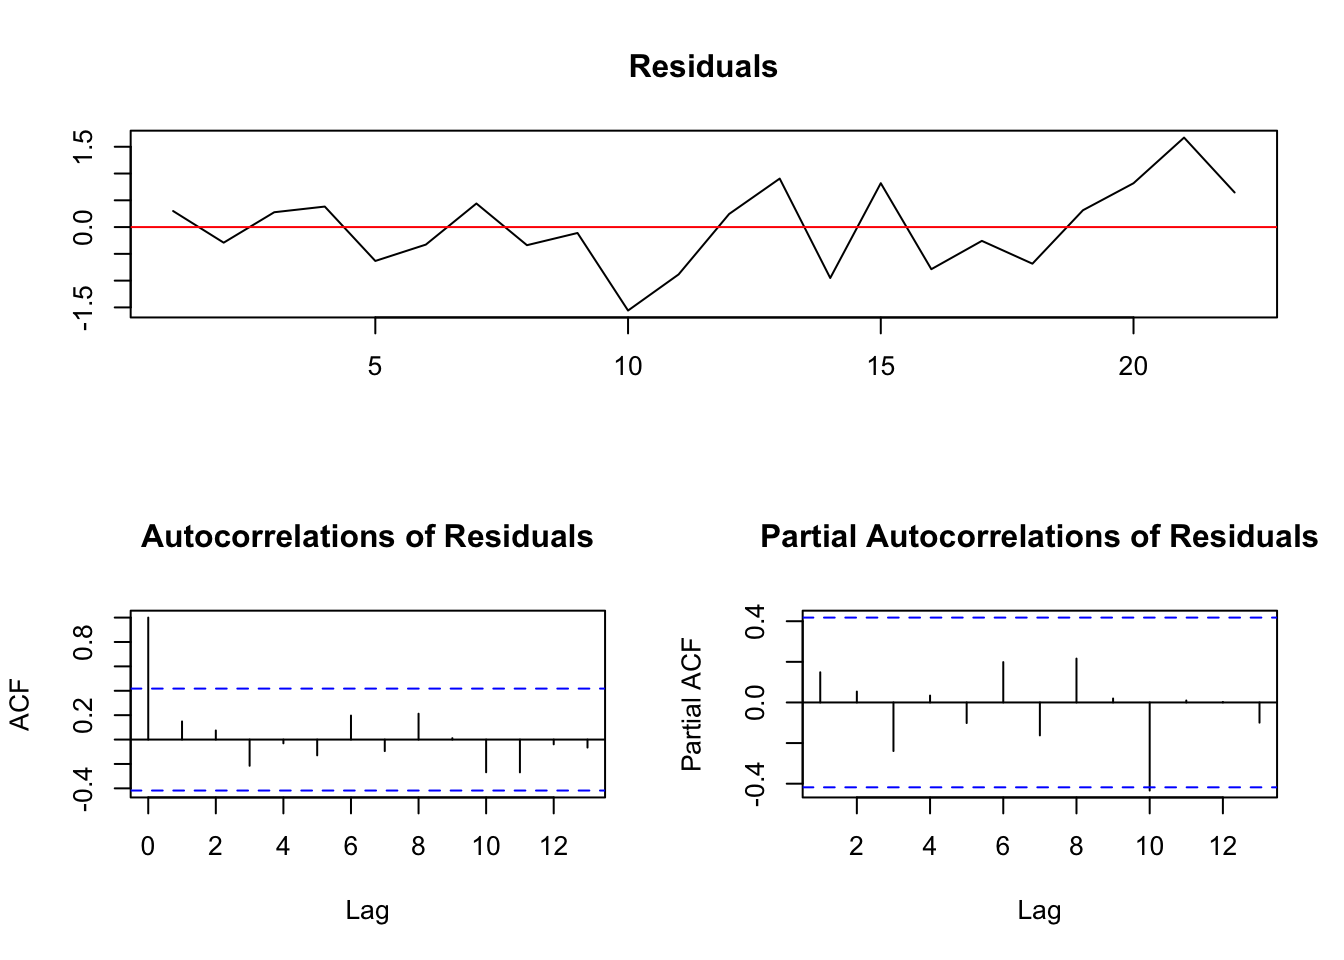 Residuals
1.5
0.0
-1.5
5 10 15 20
Autocorrelations of Residuals
ACF
0.8
0.2
-0.4
0 2 4 6 8 10 12
Lag
Partial Autocorrelations of Residuals
Partial ACF
0.4
0.0
-0.4
2 4 6 8 10 12
Lag